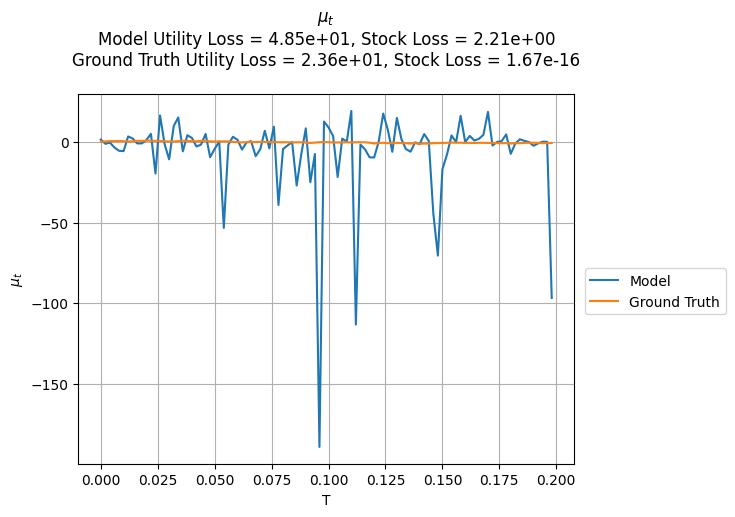 μₜ
Model Utility Loss = 4.85e+01, Stock Loss = 2.21e+00
Ground Truth Utility Loss = 2.36e+01, Stock Loss = 1.67e-16
0
−50
−100
−150
μₜ
0.000 0.025 0.050 0.075 0.100 0.125 0.150 0.175 0.200
T
Model
Ground Truth